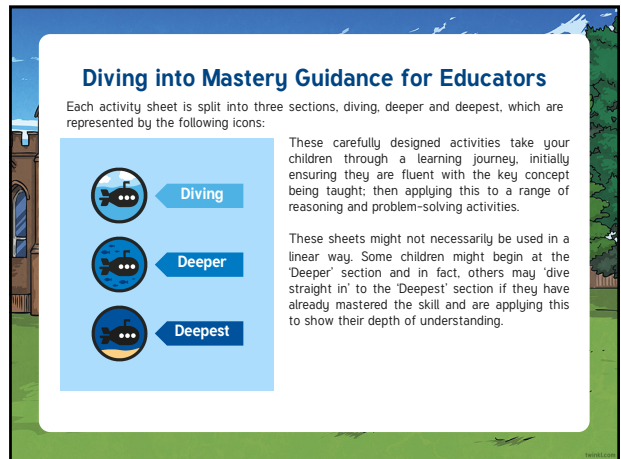 Diving into Mastery Guidance for Educators
Each activity sheet is split into three sections, diving, deeper and deepest, which are
represented by the following icons:
Diving
Deeper
Deepest
These carefully designed activities take your
children through a learning journey, initially
ensuring they are fluent with the key concept
being taught; then applying this to a range of
reasoning and problem-solving activities.
These sheets might not necessarily be used in a
linear way. Some children might begin at the
‘Deeper’ section and in fact, others may ‘dive
straight in’ to the ‘Deepest’ section if they have
already mastered the skill and are applying this
to show their depth of understanding.
twinkl.com